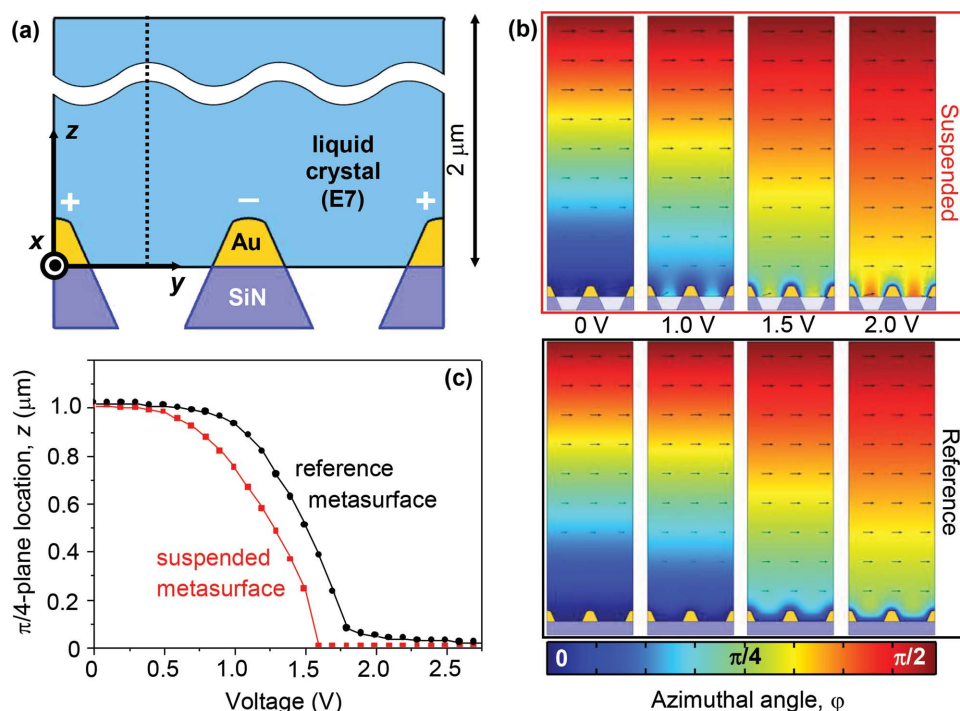 (a)
z
x
y
+
−
+
liquid
crystal
(E7)
Au
SiN
2 μm
(b)
Suspended
0 V
1.0 V
1.5 V
2.0 V
Reference
0
π/4
π/2
Azimuthal angle, φ
(c)
π/4-plane location, z (μm)
1.0
0.8
0.6
0.4
0.2
0
reference
metasurface
suspended
metasurface
0
0.5
1.0
1.5
2.0
2.5
Voltage (V)